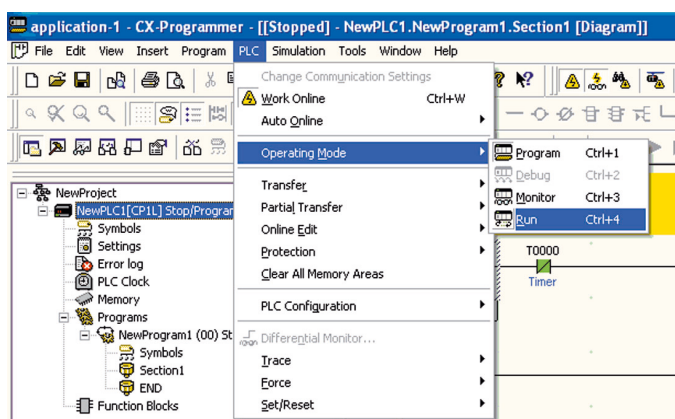 application-1 - CX-Programmer - [[Stopped] - NewPLC1.NewProgram1.Section1 [Diagram]]
File Edit View Insert Program PLC Simulation Tools Window Help
Change Communication Settings
Work Online Ctrl+W
Auto Online
Operating Mode
Program Ctrl+1
Debug Ctrl+2
Monitor Ctrl+3
Run Ctrl+4
Transfer
Partial Transfer
Online Edit
Protection
Clear All Memory Areas
PLC Configuration
Differential Monitor...
Trace
Force
Set/Reset
NewProject
NewPLC1[CP1L] Stop/Program
Symbols
Settings
Error log
PLC Clock
Memory
Programs
NewProgram1 (00) St
Symbols
Section1
END
Function Blocks
T0000
Timer